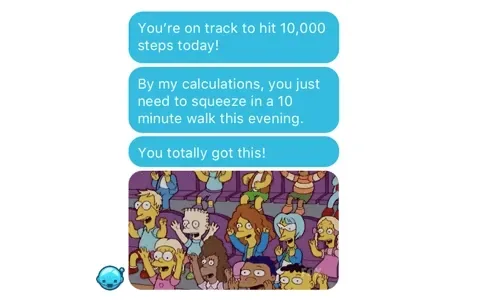 You’re on track to hit 10,000
steps today!
By my calculations, you just
need to squeeze in a 10
minute walk this evening.
You totally got this!